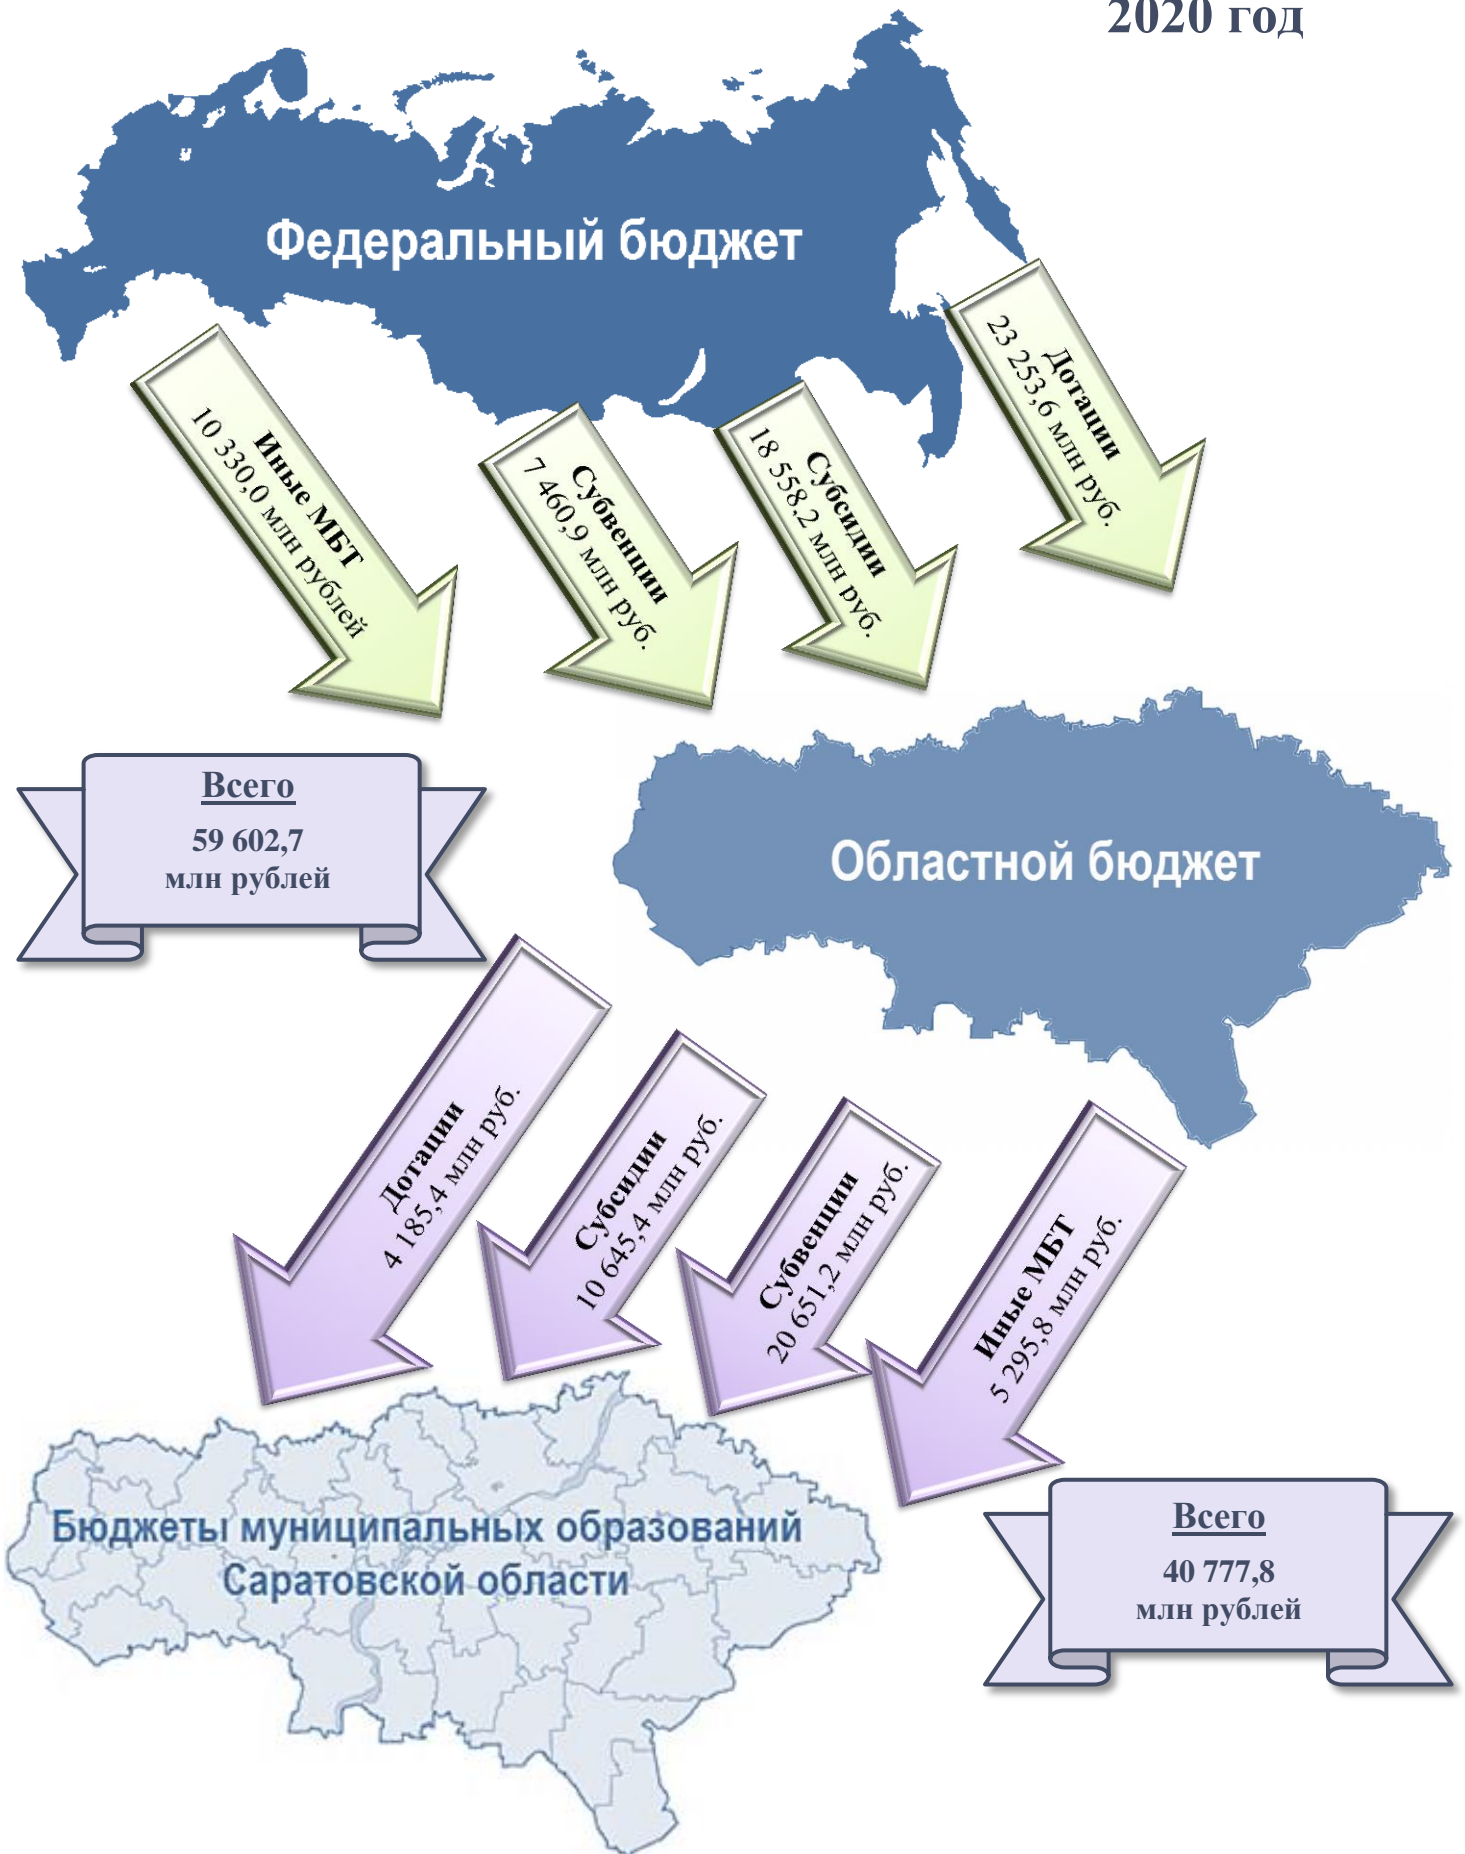 2020 год
Федеральный бюджет
Иные МБТ
10 330,0 млн рублей
Субвенции
7 460,9 млн руб.
Субсидии
18 558,2 млн руб.
Дотации
23 253,6 млн руб.
Всего
59 602,7
млн рублей
Областной бюджет
Дотации
4 185,4 млн руб.
Субсидии
10 645,4 млн руб.
Субвенции
20 651,2 млн руб.
Иные МБТ
5 295,8 млн руб.
Бюджеты муниципальных образований
Саратовской области
Всего
40 777,8
млн рублей